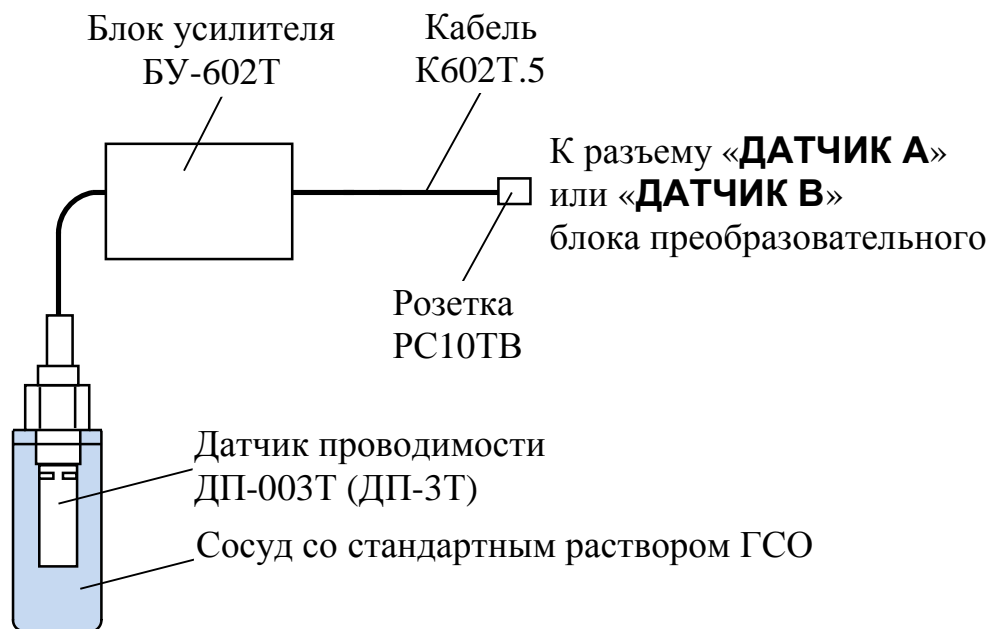 Блок усилителя
БУ-602Т
Кабель
К602Т.5
К разъему «ДАТЧИК А»
или «ДАТЧИК В»
блока преобразовательного
Розетка
РС10ТВ
Датчик проводимости
ДП-003Т (ДП-3Т)
Сосуд со стандартным раствором ГСО